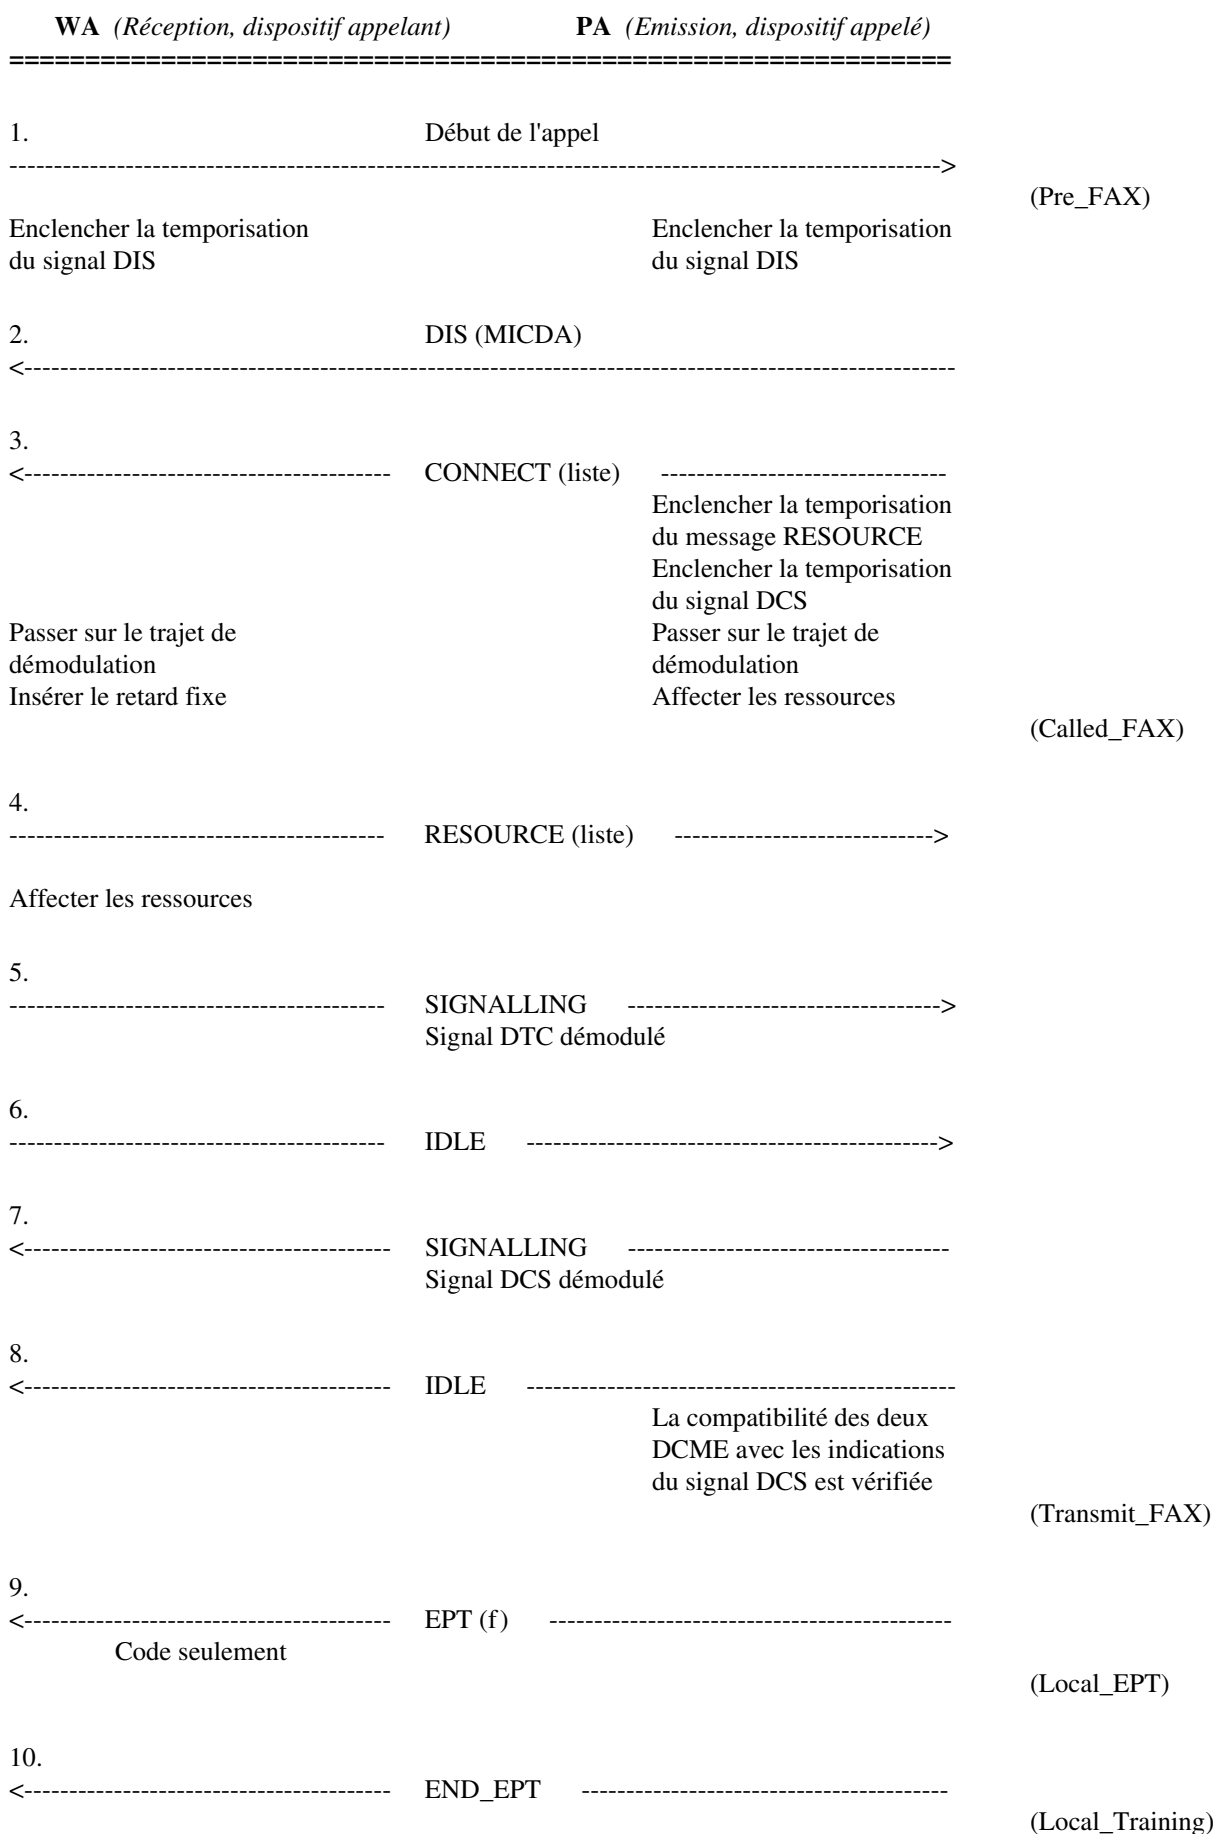 WA (Réception, dispositif appelant) PA (Emission, dispositif appelé)
==============================================================
1. Début de l'appel
------------------------------------------------------------------------------------------------------->
(Pre_FAX)
Enclencher la temporisation Enclencher la temporisation
du signal DIS du signal DIS
2. DIS (MICDA)
<-------------------------------------------------------------------------------------------------------
3.
<----------------------------------------- CONNECT (liste) --------------------------------
Enclencher la temporisation
du message RESOURCE
Enclencher la temporisation
du signal DCS
Passer sur le trajet de Passer sur le trajet de
démodulation démodulation
Insérer le retard fixe Affecter les ressources
(Called_FAX)
4.
------------------------------------------ RESOURCE (liste) ----------------------------->
Affecter les ressources
5.
------------------------------------------ SIGNALLING ----------------------------------->
Signal DTC démodulé
6.
------------------------------------------ IDLE ---------------------------------------------->
7.
<----------------------------------------- SIGNALLING ------------------------------------
Signal DCS démodulé
8.
<----------------------------------------- IDLE ------------------------------------------------
La compatibilité des deux
DCME avec les indications
du signal DCS est vérifiée
(Transmit_FAX)
9.
<----------------------------------------- EPT (f) ---------------------------------------------
Code seulement
(Local_EPT)
10.
<----------------------------------------- END_EPT -----------------------------------------
(Local_Training)